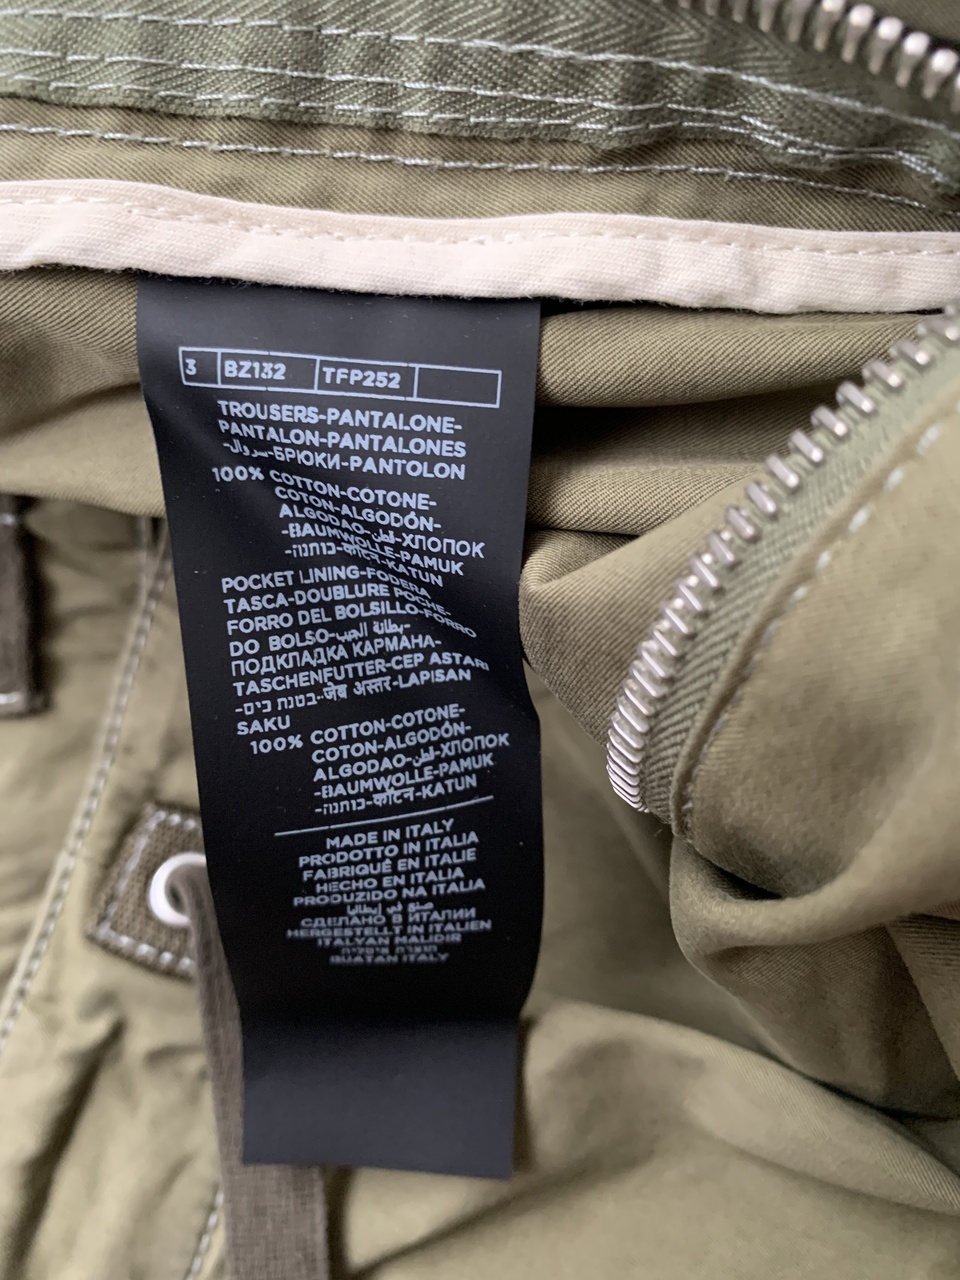 3 BZ132 TFP252
TROUSERS-PANTALONE-
PANTALON-PANTALONES
-سروال-БРЮКИ-PANTOLON
100% COTTON-COTONE-
COTON-ALGODÓN-
ALGODAO-قطن-ХЛОПОК
-BAUMWOLLE-PAMUK
-כותנה-कॉटन-KATUN
POCKET LINING-FODERA
TASCA-DOUBLURE POCHE-
FORRO DEL BOLSILLO-FORRO
DO BOLSO-بطانة الجيب-
ПОДКЛАДКА КАРМАНА-
TASCHENFUTTER-CEP ASTARI
-בטנת כיס-जेब अस्तर-LAPISAN
SAKU
100% COTTON-COTONE-
COTON-ALGODÓN-
ALGODAO-قطن-ХЛОПОК
-BAUMWOLLE-PAMUK
-כותנה-कॉटन-KATUN
MADE IN ITALY
PRODOTTO IN ITALIA
FABRIQUÉ EN ITALIE
HECHO EN ITALIA
PRODUZIDO NA ITALIA
صنع في إيطاليا
СДЕЛАНО В ИТАЛИИ
HERGESTELLT IN ITALIEN
ITALYAN MALIDIR
תוצרת איטליה
BUATAN ITALY